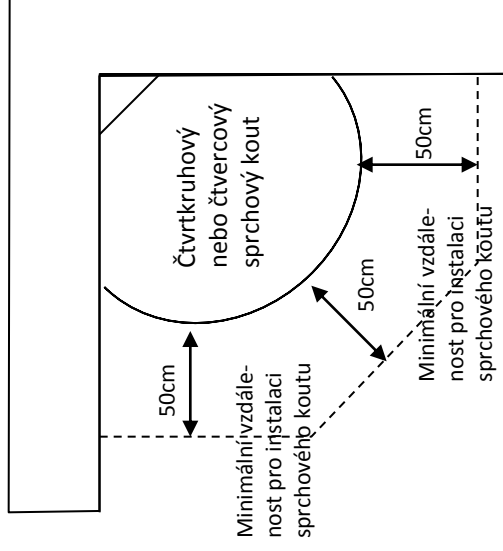 Čtvrtkruhový
nebo čtvercový
sprchový kout
50cm
50cm
50cm
Minimální vzdále-
nost pro instalaci
sprchového koutu
Minimální vzdále-
nost pro instalaci
sprchového koutu